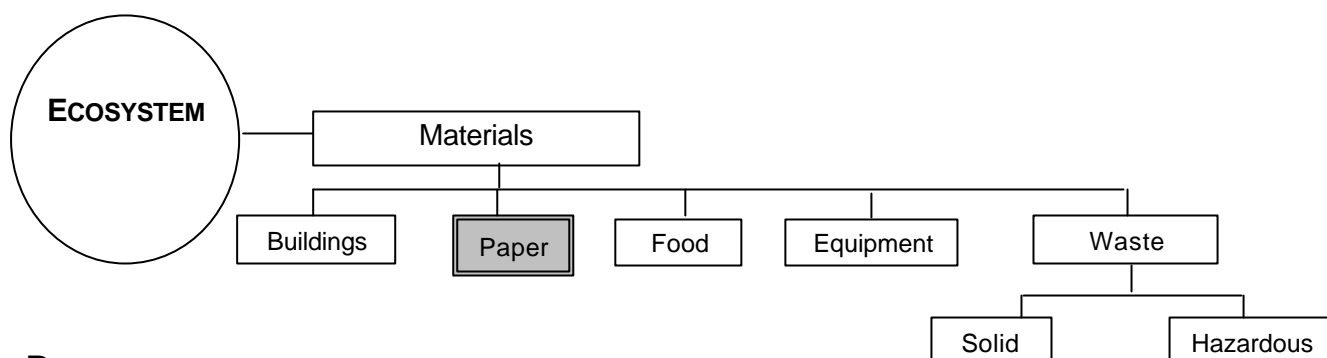 ECOSYSTEM
Materials
Buildings
Paper
Food
Equipment
Waste
Solid
Hazardous